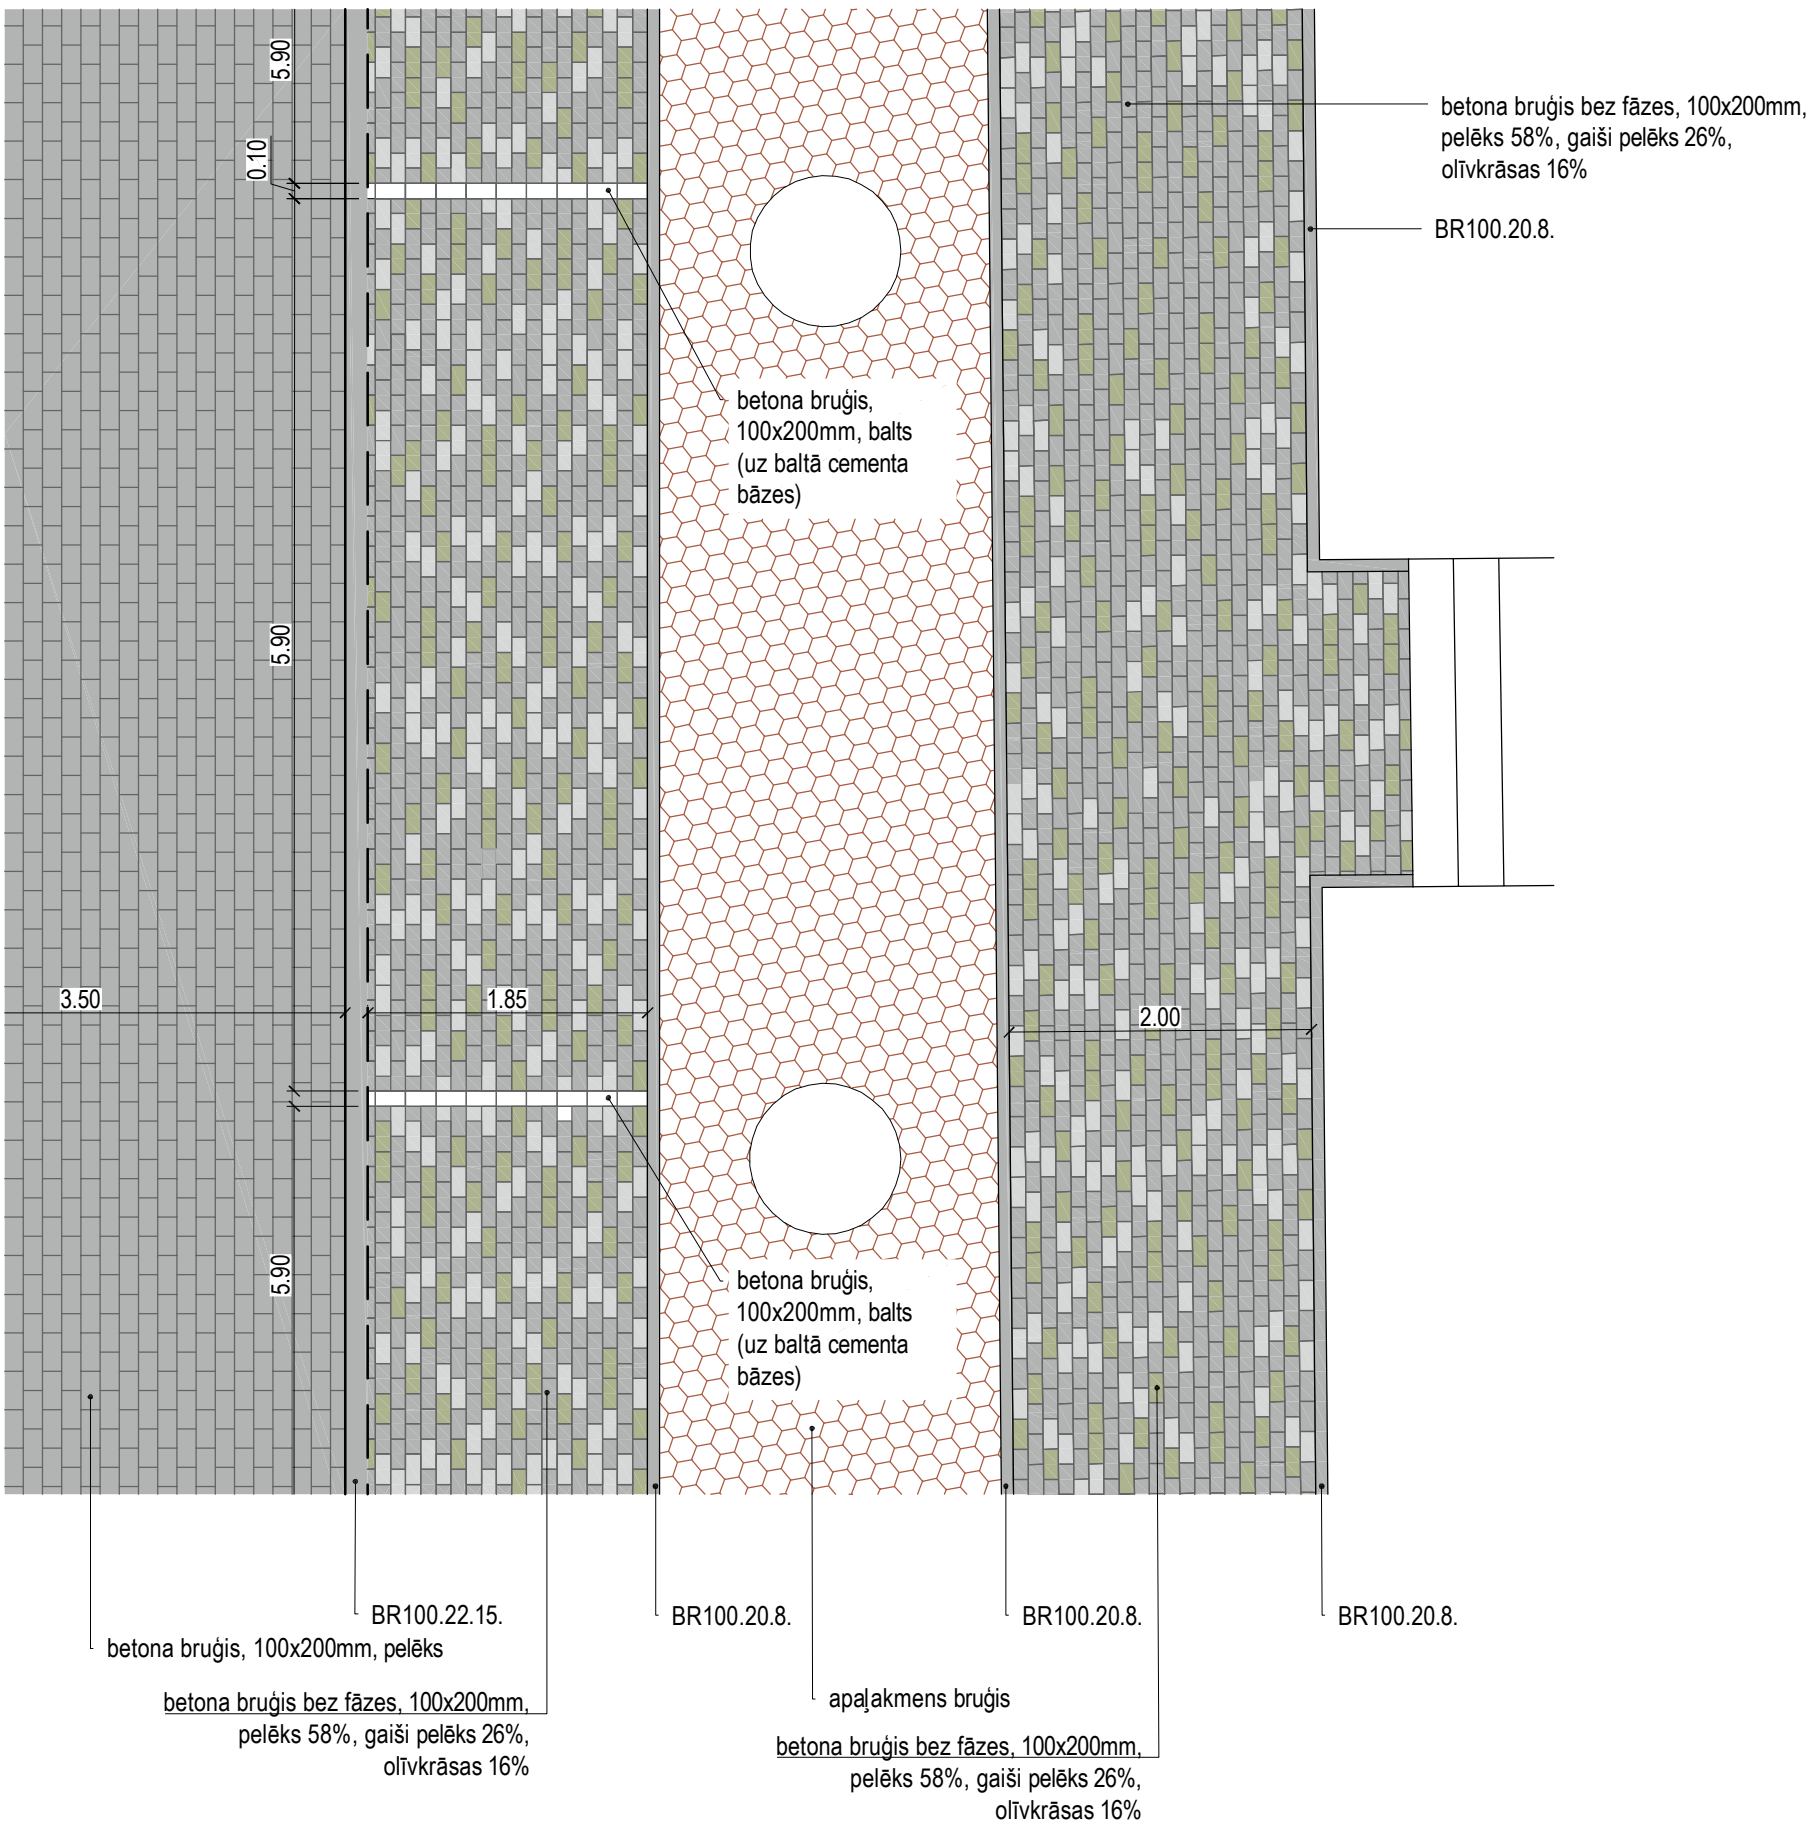 5.90
0.10
betona bruģis bez fāzes, 100x200mm,
pelēks 58%, gaiši pelēks 26%,
olīvkrāsas 16%
BR100.20.8.
betona bruģis,
100x200mm, balts
(uz baltā cementa
bāzes)
5.90
3.50
1.85
2.00
5.90
betona bruģis,
100x200mm, balts
(uz baltā cementa
bāzes)
BR100.22.15.
BR100.20.8.
BR100.20.8.
BR100.20.8.
betona bruģis, 100x200mm, pelēks
betona bruģis bez fāzes, 100x200mm,
pelēks 58%, gaiši pelēks 26%,
olīvkrāsas 16%
apaļakmens bruģis
betona bruģis bez fāzes, 100x200mm,
pelēks 58%, gaiši pelēks 26%,
olīvkrāsas 16%